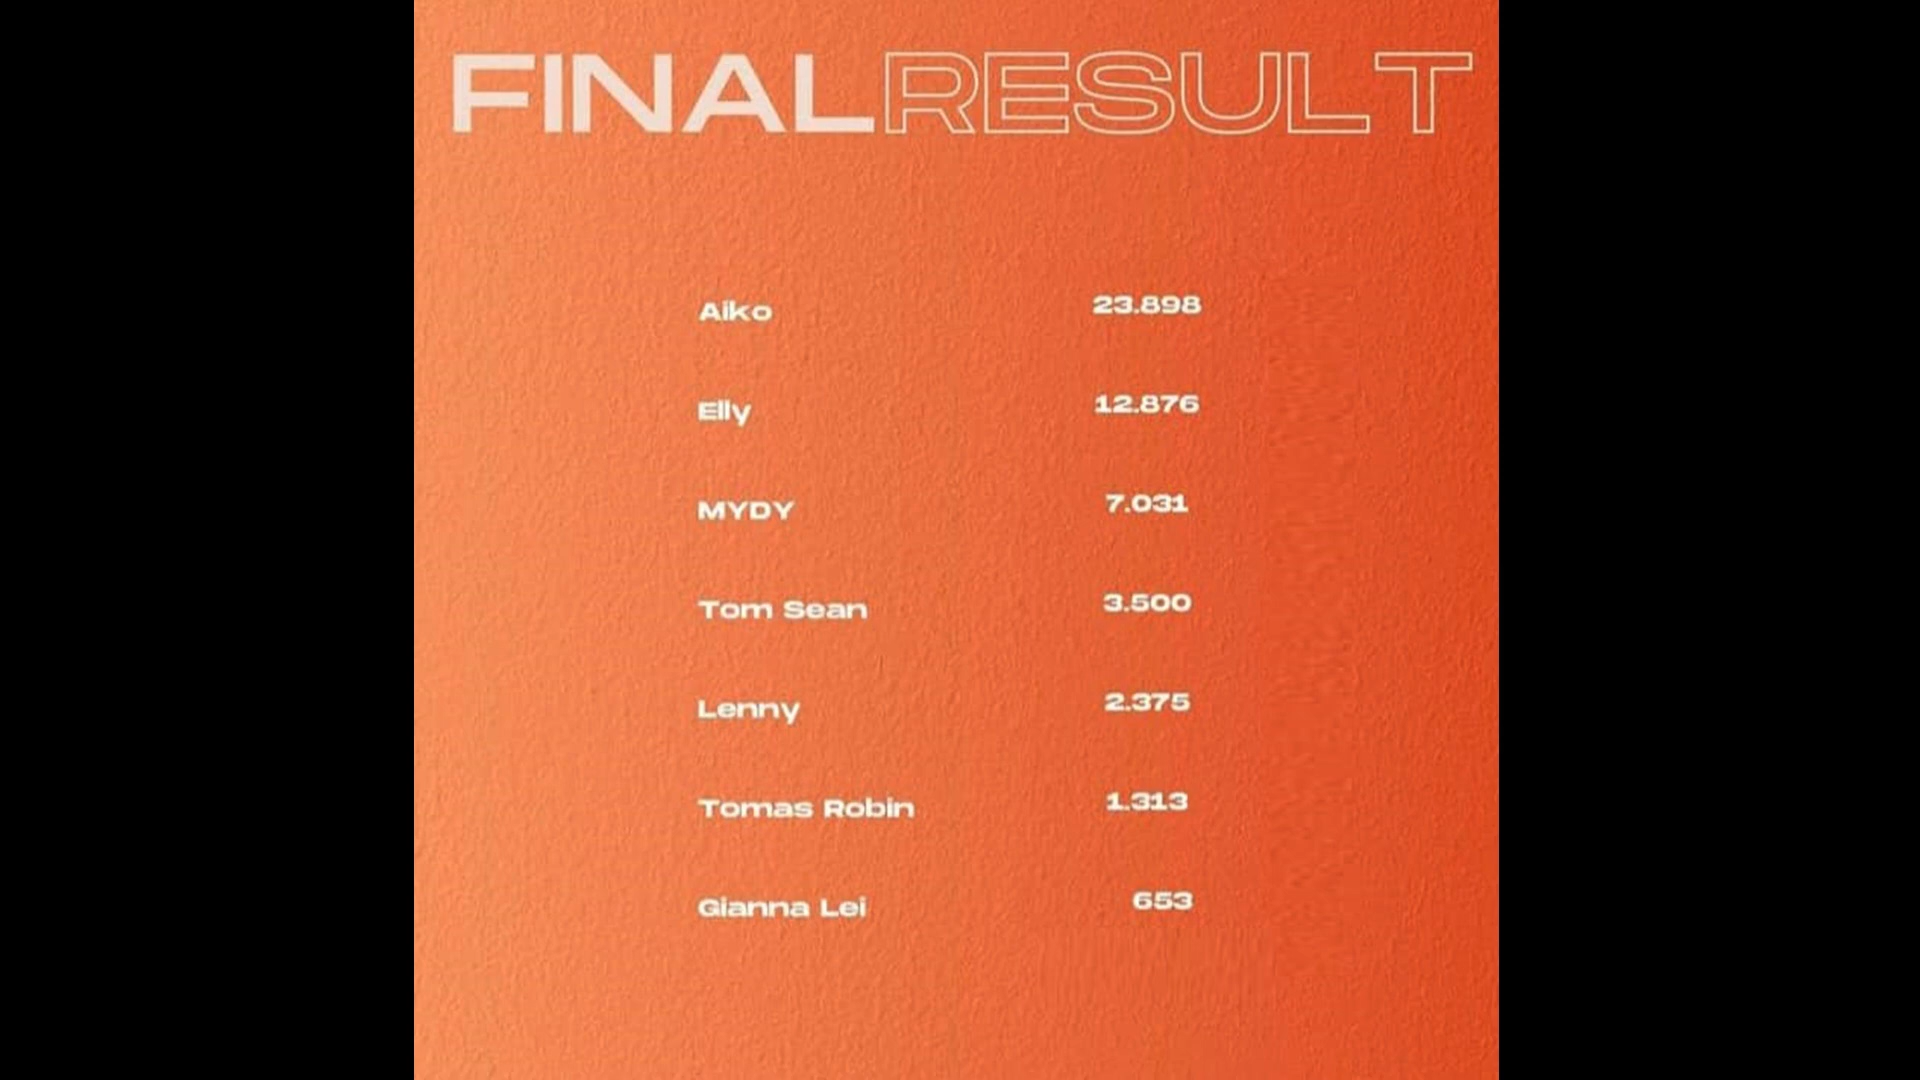 FINALRESULT
Aiko 23.898
Elly 12.876
MYDY 7.031
Tom Sean 3.500
Lenny 2.375
Tomas Robin 1.313
Gianna Lei 653